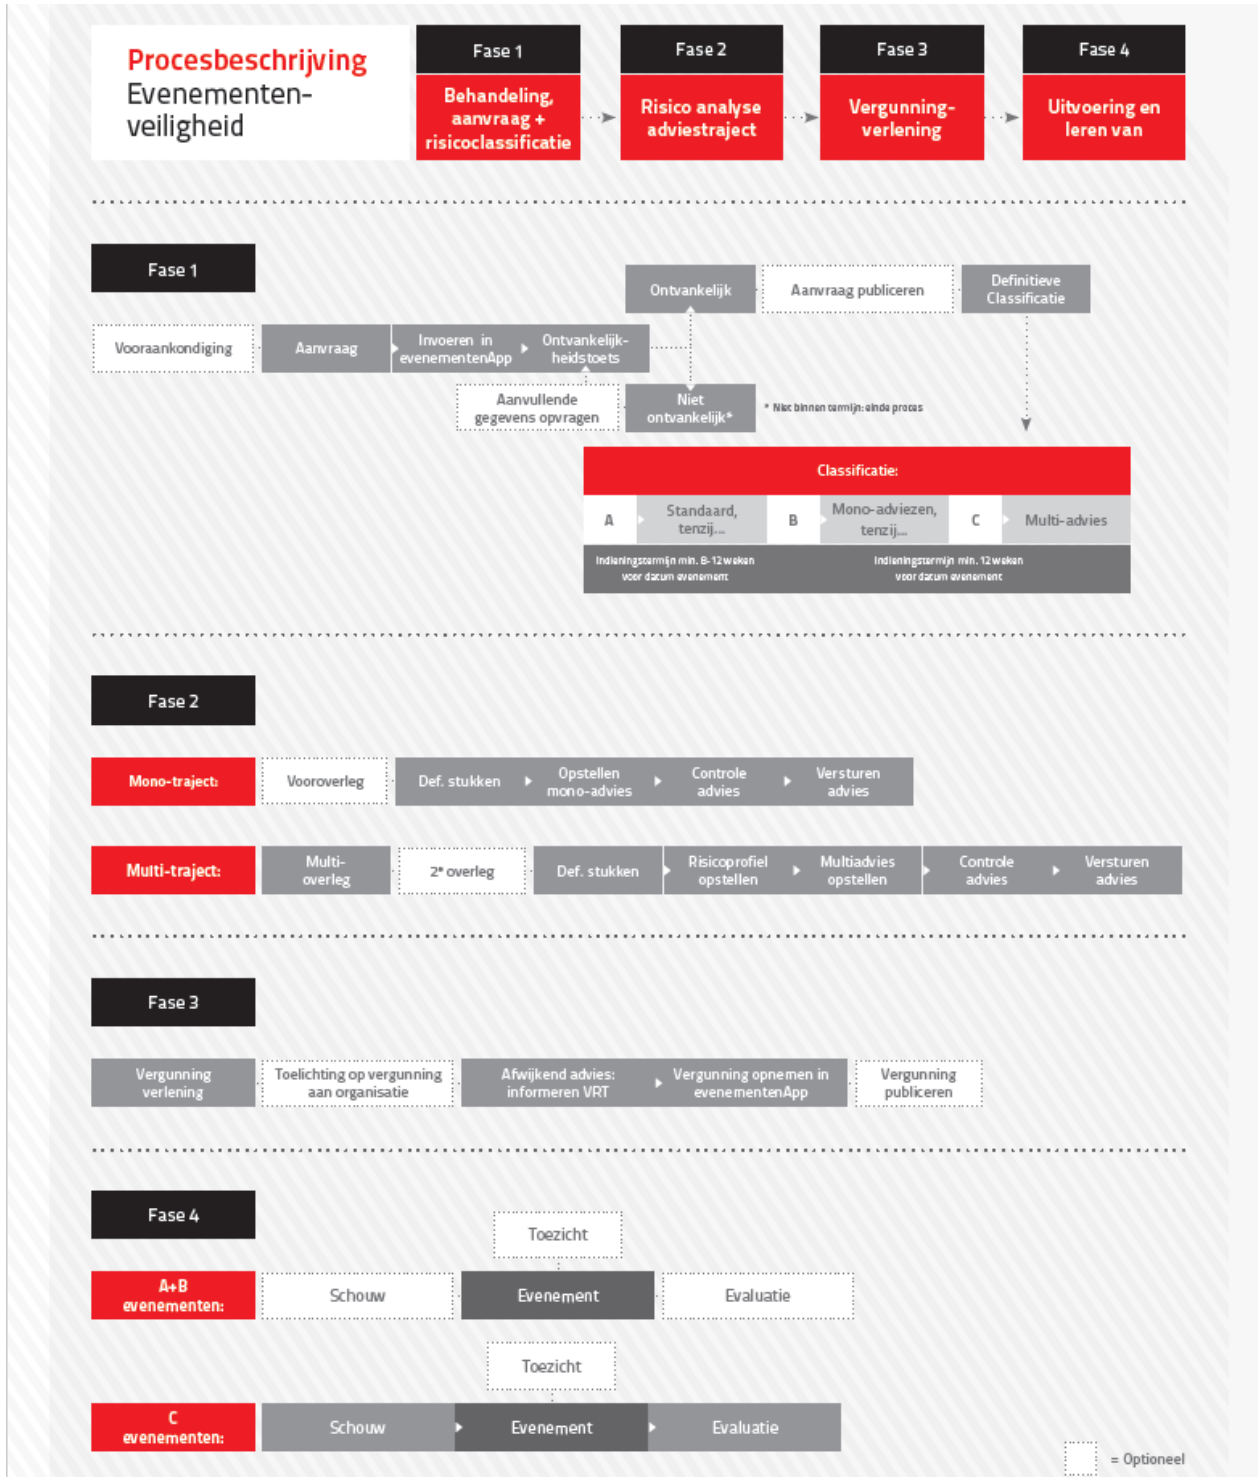 Procesbeschrijving
Evenementen-
veiligheid
Fase 1
Behandeling,
aanvraag +
risicoclassificatie
Fase 2
Risico analyse
adviestraject
Fase 3
Vergunning-
verlening
Fase 4
Uitvoering en
leren van
Fase 1
Vooraankondiging
Aanvraag
Invoeren in
evenementenApp
Ontvankelijk-
heidstoets
Ontvankelijk
Aanvraag publiceren
Definitieve
Classificatie
Aanvullende
gegevens opvragen
Niet
ontvankelijk*
* Niet binnen termijn: einde proces
Classificatie:
A
Standaard,
tenzij...
B
Mono-adviezen,
tenzij...
C
Multi-advies
Indieningstermijn min. 8-12 weken
voor datum evenement
Indieningstermijn min. 12 weken
voor datum evenement
Fase 2
Mono-traject:
Vooroverleg
Def. stukken
Opstellen
mono-advies
Controle
advies
Versturen
advies
Multi-traject:
Multi-
overleg
2e overleg
Def. stukken
Risicoprofiel
opstellen
Multiadvies
opstellen
Controle
advies
Versturen
advies
Fase 3
Vergunning
verlening
Toelichting op vergunning
aan organisatie
Afwijkend advies:
informeren VRT
Vergunning opnemen in
evenementenApp
Vergunning
publiceren
Fase 4
Toezicht
A+B
evenementen:
Schouw
Evenement
Evaluatie
Toezicht
C
evenementen:
Schouw
Evenement
Evaluatie
= Optioneel